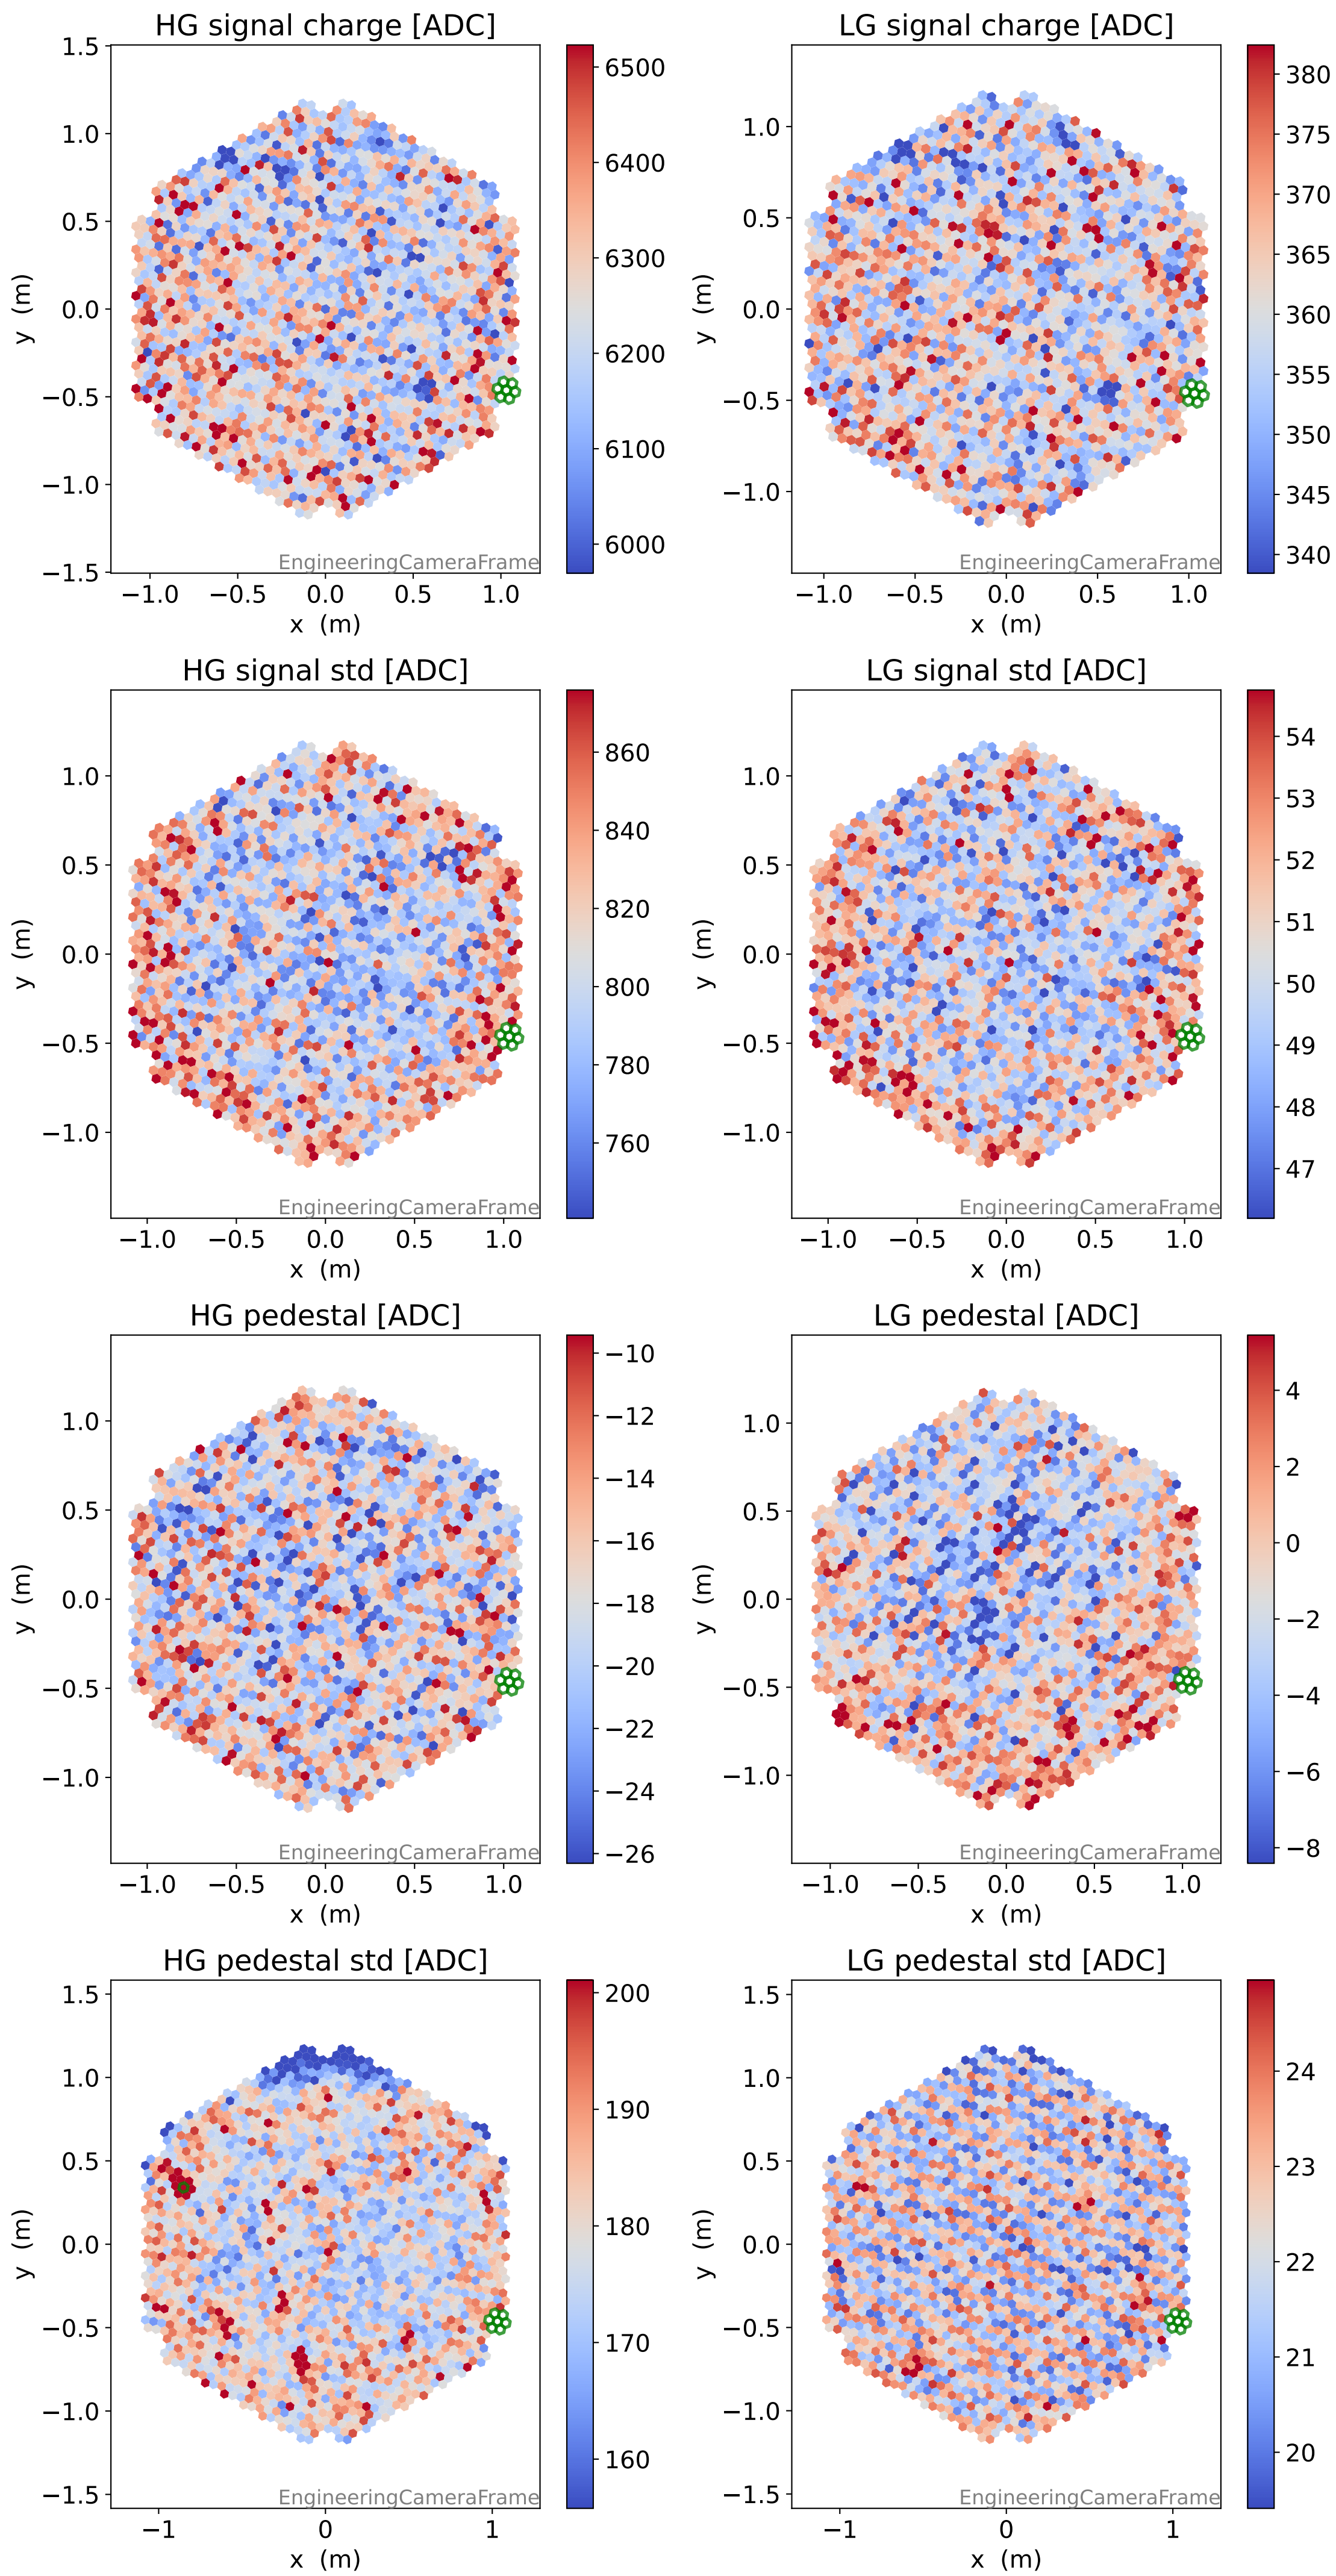 HG signal charge [ADC]
LG signal charge [ADC]
1.5
1.0
0.5
0.0
−0.5
−1.0
−1.5
y (m)
−1.0 −0.5 0.0 0.5 1.0
x (m)
EngineeringCameraFrame
6500
6400
6300
6200
6100
6000
1.0
0.5
0.0
−0.5
−1.0
y (m)
−1.0 −0.5 0.0 0.5 1.0
x (m)
EngineeringCameraFrame
380
375
370
365
360
355
350
345
340
HG signal std [ADC]
LG signal std [ADC]
1.0
0.5
0.0
−0.5
−1.0
y (m)
−1.0 −0.5 0.0 0.5 1.0
x (m)
EngineeringCameraFrame
860
840
820
800
780
760
1.0
0.5
0.0
−0.5
−1.0
y (m)
−1.0 −0.5 0.0 0.5 1.0
x (m)
EngineeringCameraFrame
54
53
52
51
50
49
48
47
HG pedestal [ADC]
LG pedestal [ADC]
1.0
0.5
0.0
−0.5
−1.0
y (m)
−1.0 −0.5 0.0 0.5 1.0
x (m)
EngineeringCameraFrame
−10
−12
−14
−16
−18
−20
−22
−24
−26
1.0
0.5
0.0
−0.5
−1.0
y (m)
−1.0 −0.5 0.0 0.5 1.0
x (m)
EngineeringCameraFrame
4
2
0
−2
−4
−6
−8
HG pedestal std [ADC]
LG pedestal std [ADC]
1.5
1.0
0.5
0.0
−0.5
−1.0
−1.5
y (m)
−1 0 1
x (m)
EngineeringCameraFrame
200
190
180
170
160
1.5
1.0
0.5
0.0
−0.5
−1.0
−1.5
y (m)
−1 0 1
x (m)
EngineeringCameraFrame
24
23
22
21
20